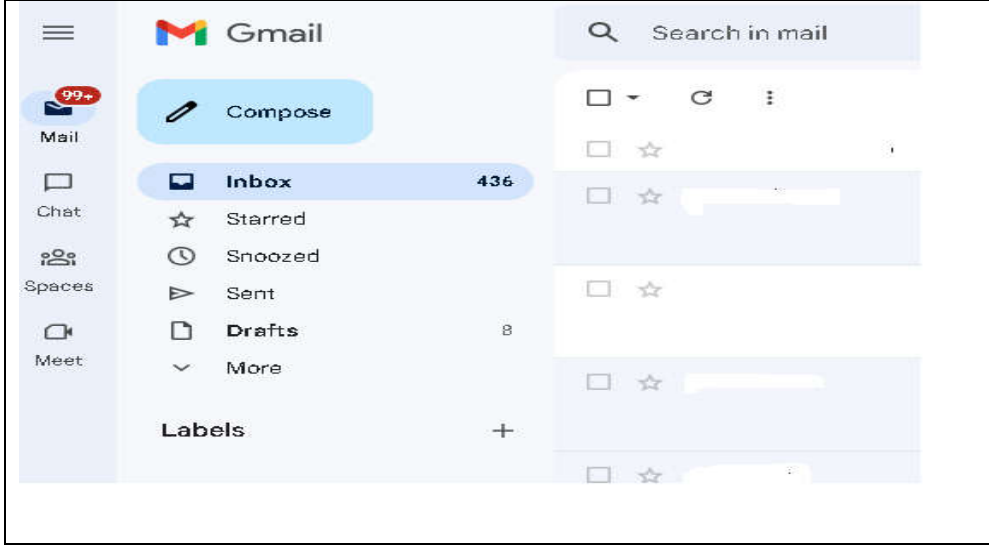 Gmail
Search in mail
99+
Mail
Compose
Chat
Inbox 436
Starred
Spaces
Snoozed
Sent
Meet
Drafts 8
More
Labels